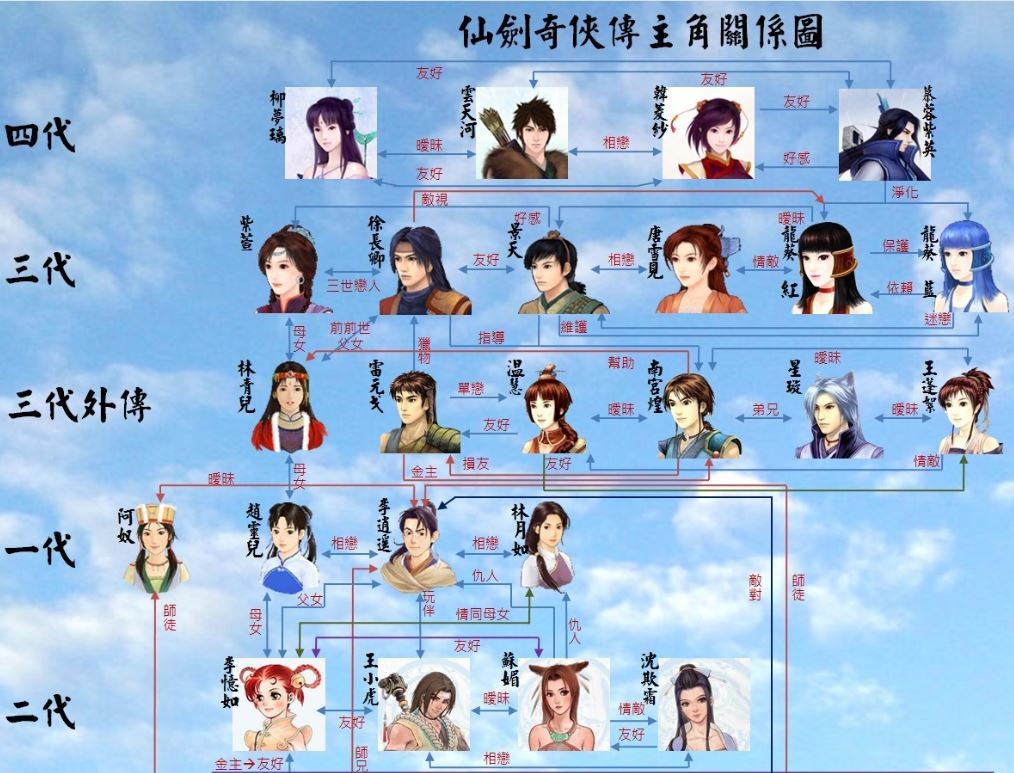 仙劍奇俠傳主角關係圖
友好
友好
四代
柳夢璃
雲天河
韓菱紗
慕容紫英
友好
曖昧
相戀
好感
友好
淨化
敵視
三代
紫萱
徐長卿
好感
景天
唐雪見
曖昧
龍葵
紅
龍葵
藍
保護
三世戀人
友好
相戀
情敵
依賴
迷戀
母女
前前世
父女
獵物
指導
維護
幫助
曖昧
三代外傳
林青兒
雷元戈
溫慧
南宮煌
星璇
王蓬絮
單戀
友好
曖昧
弟兄
曖昧
金主
損友
友好
情敵
曖昧
母女
一代
阿奴
趙靈兒
李逍遙
林月如
相戀
相戀
師徒
父女
仇人
敵對
師徒
母女
玩伴
情同母女
仇人
友好
二代
李憶如
王小虎
蘇媚
沈欺霜
友好
曖昧
情敵
友好
師兄
相戀
金主→友好